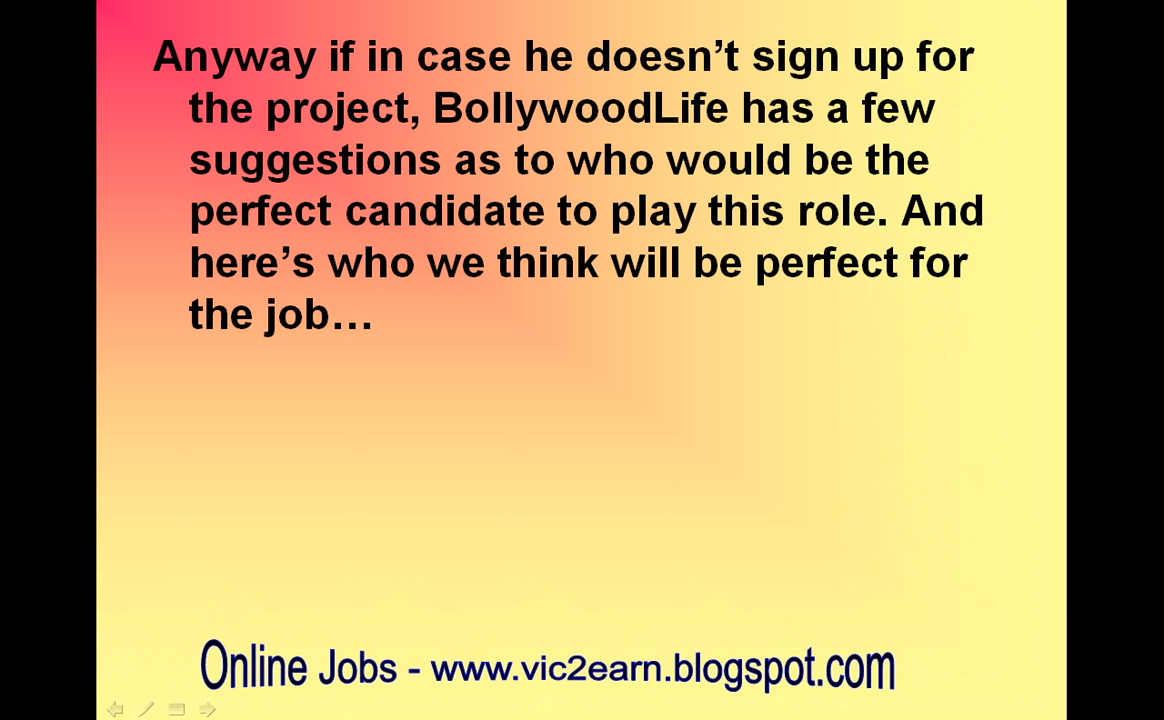 Anyway if in case he doesn’t sign up for
the project, BollywoodLife has a few
suggestions as to who would be the
perfect candidate to play this role. And
here’s who we think will be perfect for
the job…
Online Jobs - www.vic2earn.blogspot.com